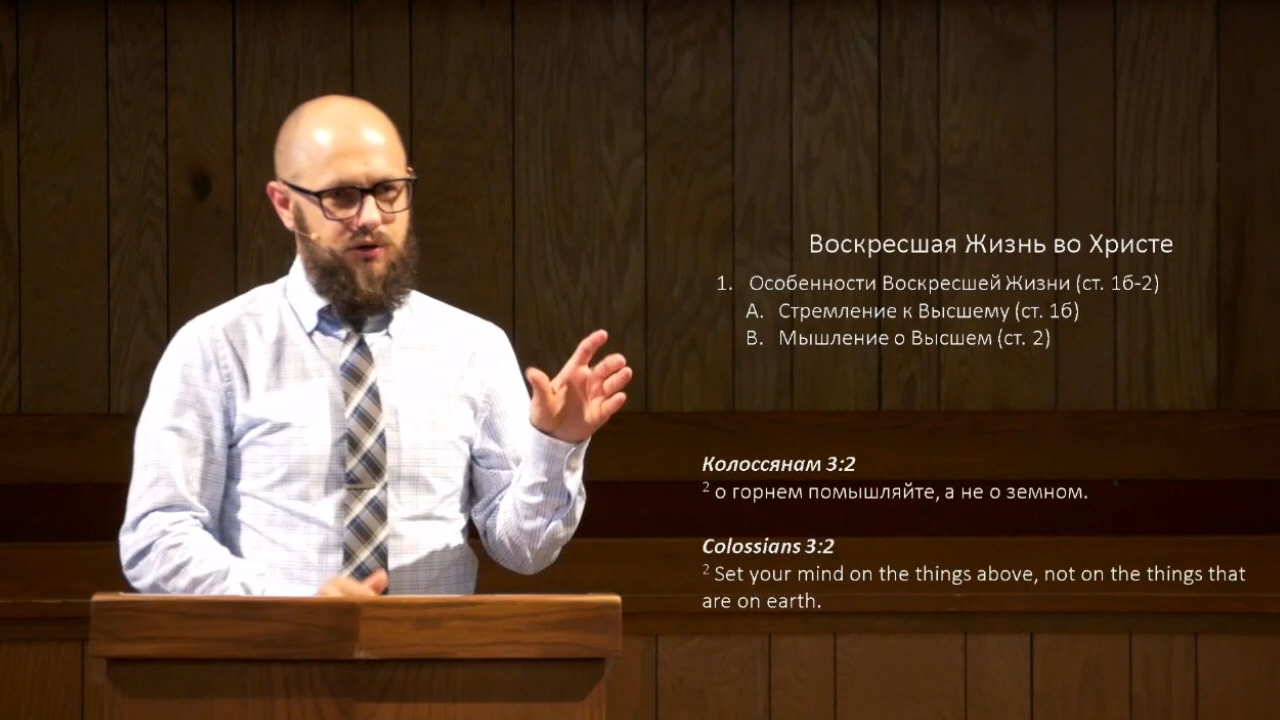 Воскресшая Жизнь во Христе
1. Особенности Воскресшей Жизни (ст. 1б-2)
A. Стремление к Высшему (ст. 1б)
B. Мышление о Высшем (ст. 2)
Колоссянам 3:2
2 о горнем помышляйте, а не о земном.
Colossians 3:2
2 Set your mind on the things above, not on the things that
are on earth.